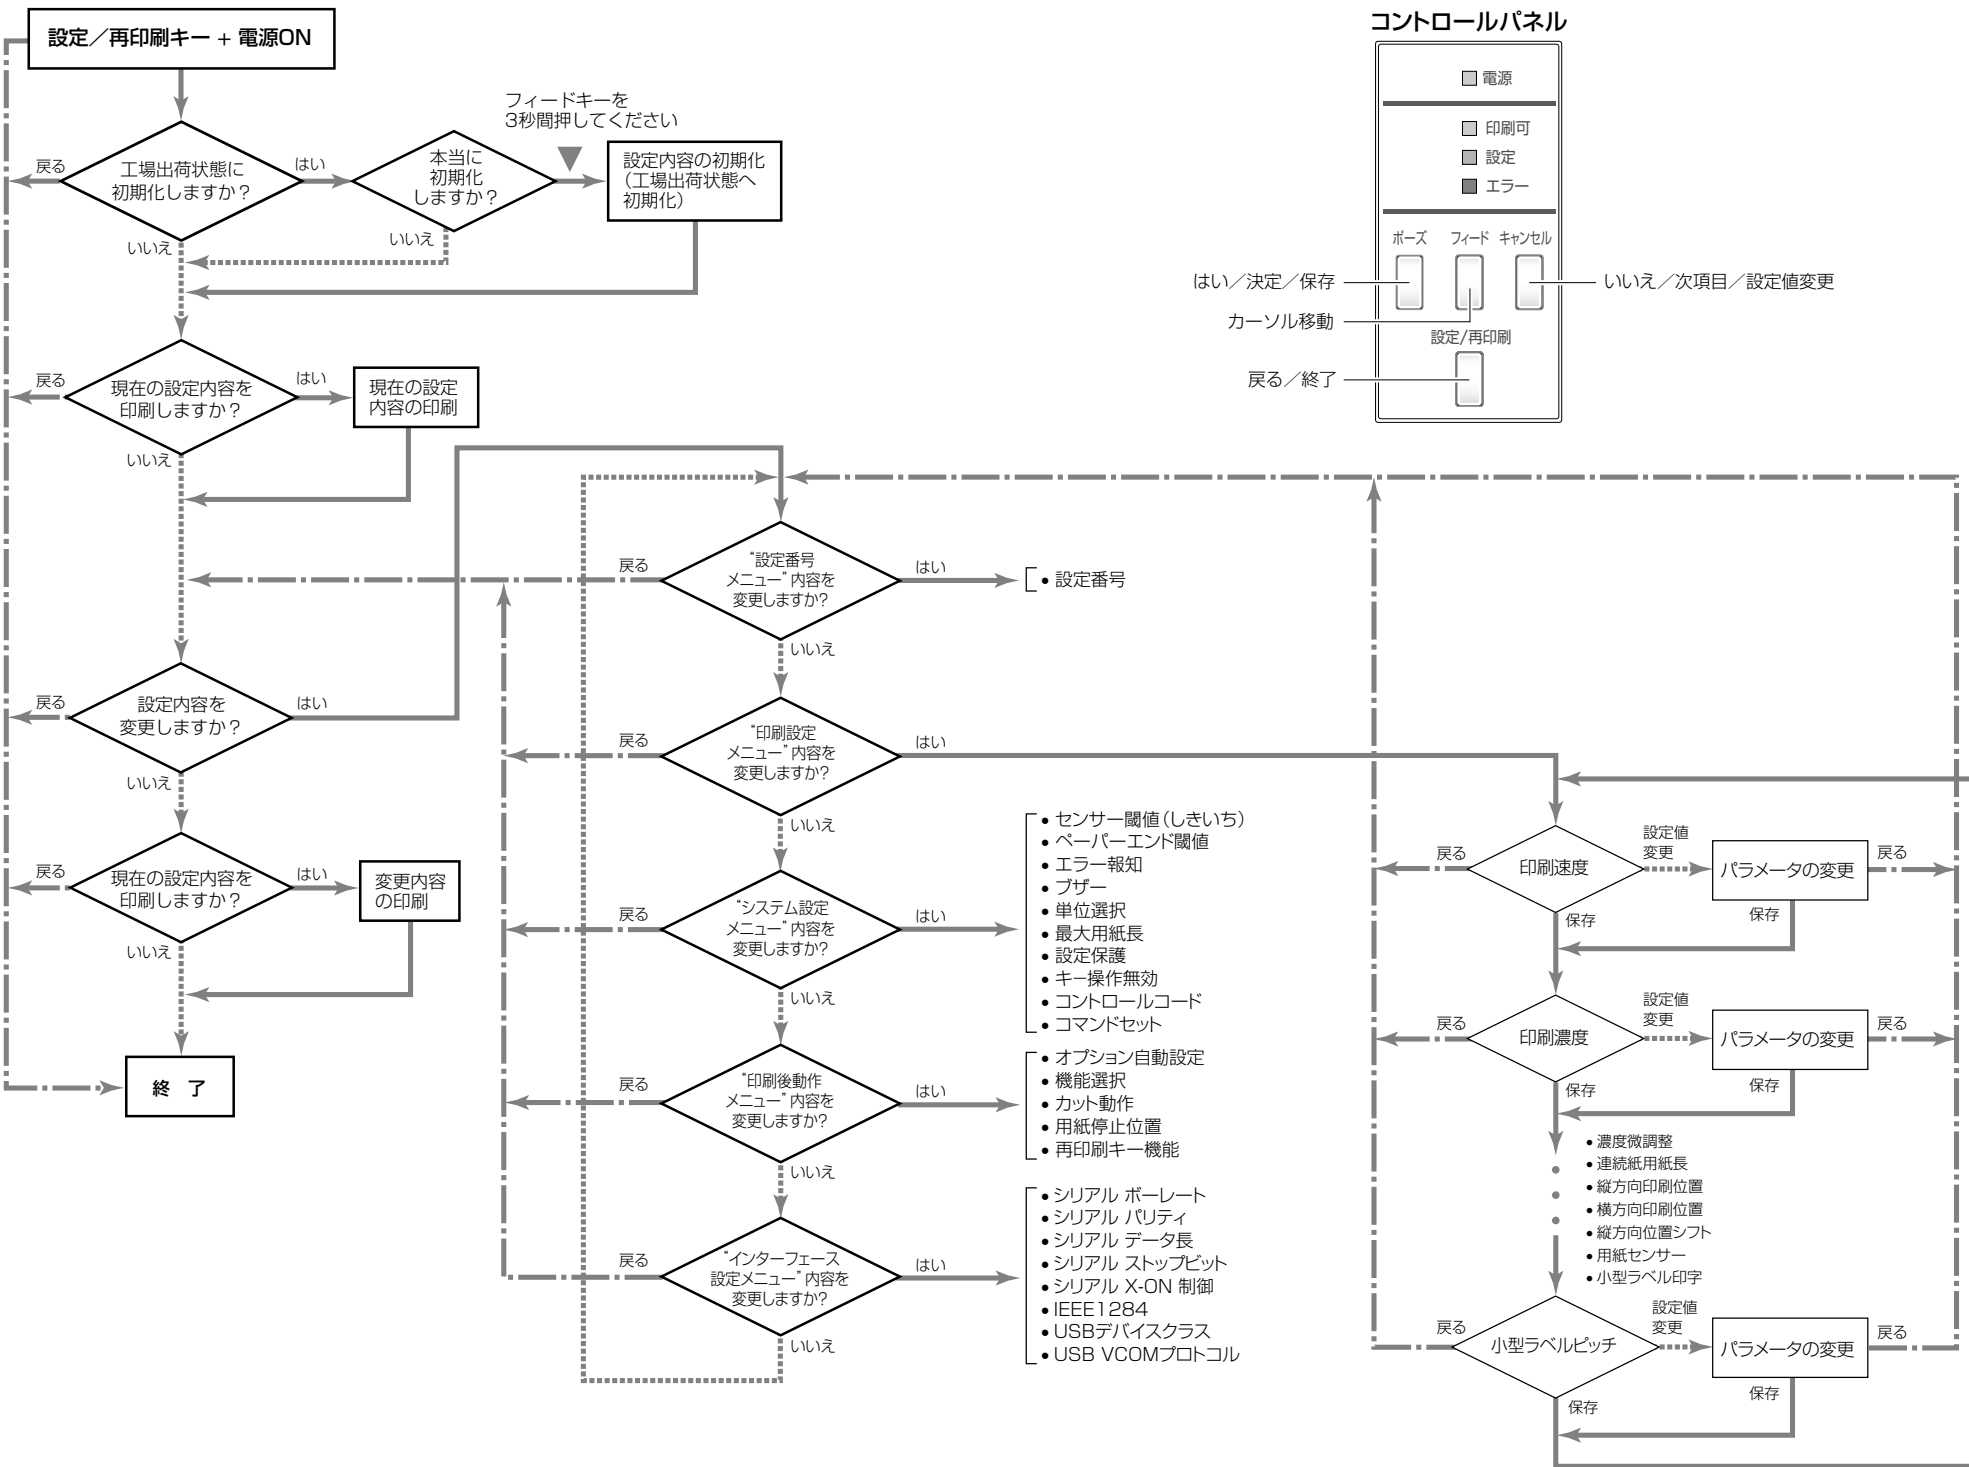 設定／再印刷キー + 電源ON
戻る
工場出荷状態に
初期化しますか？
はい
いいえ
本当に
初期化
しますか？
いいえ
フィードキーを
3秒間押してください
設定内容の初期化
（工場出荷状態へ
初期化）
戻る
現在の設定内容を
印刷しますか？
はい
いいえ
現在の設定
内容の印刷
戻る
設定内容を
変更しますか？
はい
いいえ
戻る
現在の設定内容を
印刷しますか？
はい
いいえ
変更内容
の印刷
終 了
コントロールパネル
電源
印刷可
設定
エラー
ポーズ
フィード
キャンセル
はい／決定／保存
いいえ／次項目／設定値変更
カーソル移動
設定/再印刷
戻る／終了
戻る
“設定番号
メニュー”内容を
変更しますか?
はい
いいえ
• 設定番号
戻る
“印刷設定
メニュー”内容を
変更しますか?
はい
いいえ
戻る
“システム設定
メニュー”内容を
変更しますか?
はい
いいえ
• センサー閾値（しきいち）
• ペーパーエンド閾値
• エラー報知
• ブザー
• 単位選択
• 最大用紙長
• 設定保護
• キー操作無効
• コントロールコード
• コマンドセット
戻る
“印刷後動作
メニュー”内容を
変更しますか?
はい
いいえ
• オプション自動設定
• 機能選択
• カット動作
• 用紙停止位置
• 再印刷キー機能
戻る
“インターフェース
設定メニュー”内容を
変更しますか?
はい
いいえ
• シリアル ボーレート
• シリアル パリティ
• シリアル データ長
• シリアル ストップビット
• シリアル X-ON 制御
• IEEE1284
• USBデバイスクラス
• USB VCOMプロトコル
戻る
印刷速度
設定値
変更
パラメータの変更
戻る
保存
保存
戻る
印刷濃度
設定値
変更
パラメータの変更
戻る
保存
保存
• 濃度微調整
• 連続紙用紙長
• 縦方向印刷位置
• 横方向印刷位置
• 縦方向位置シフト
• 用紙センサー
• 小型ラベル印字
戻る
小型ラベルピッチ
設定値
変更
パラメータの変更
戻る
保存
保存